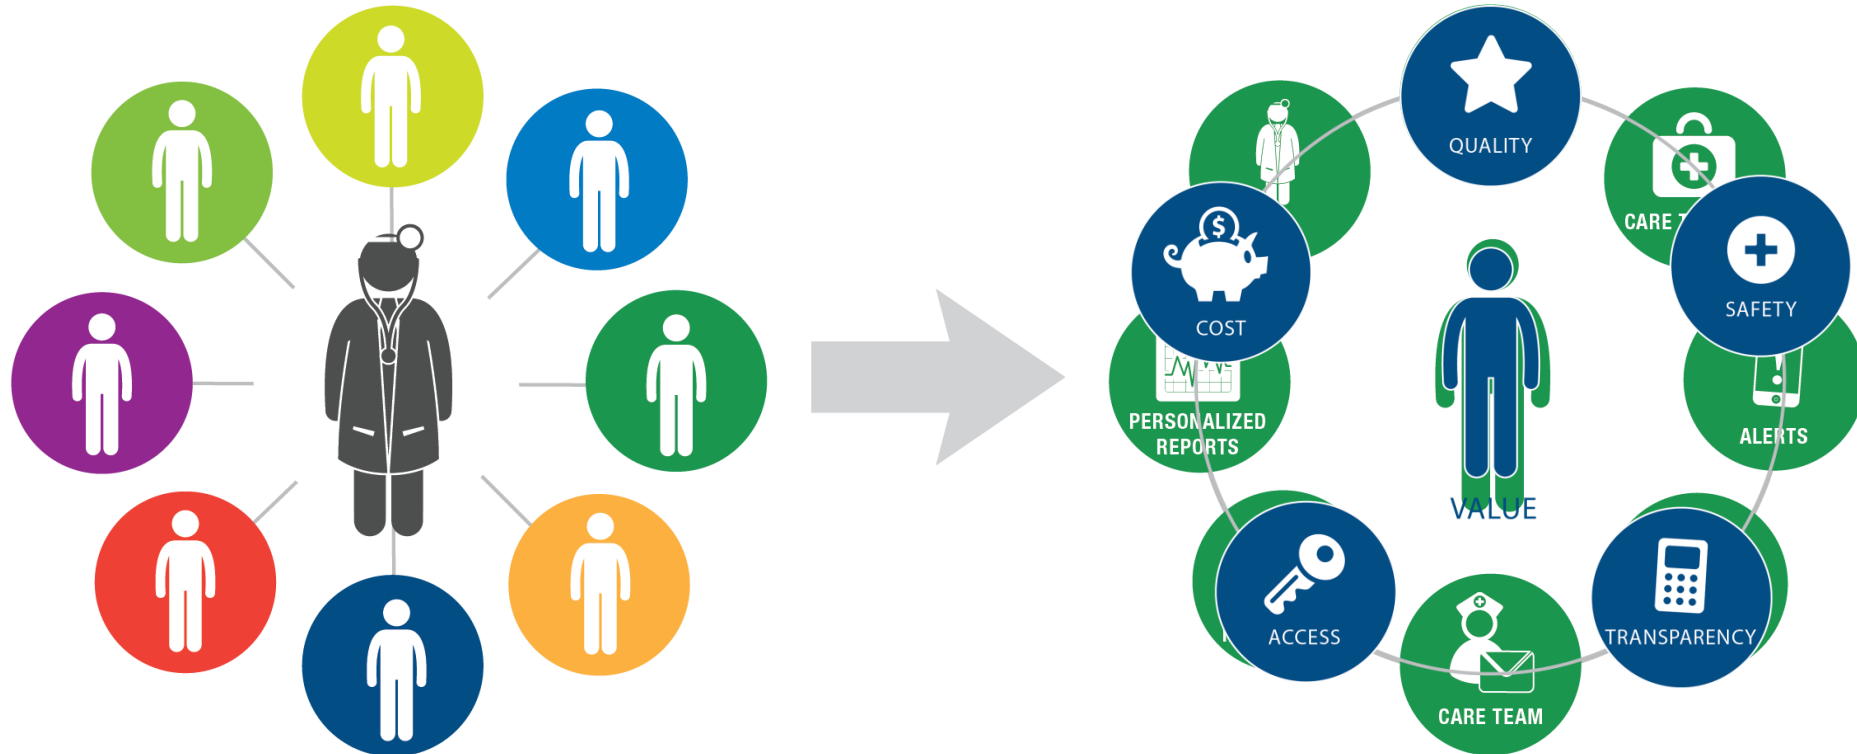 QUALITY
CARE
$
COST
SAFETY
PERSONALIZED
REPORTS
ALERTS
VALUE
ACCESS
TRANSPARENCY
CARE TEAM